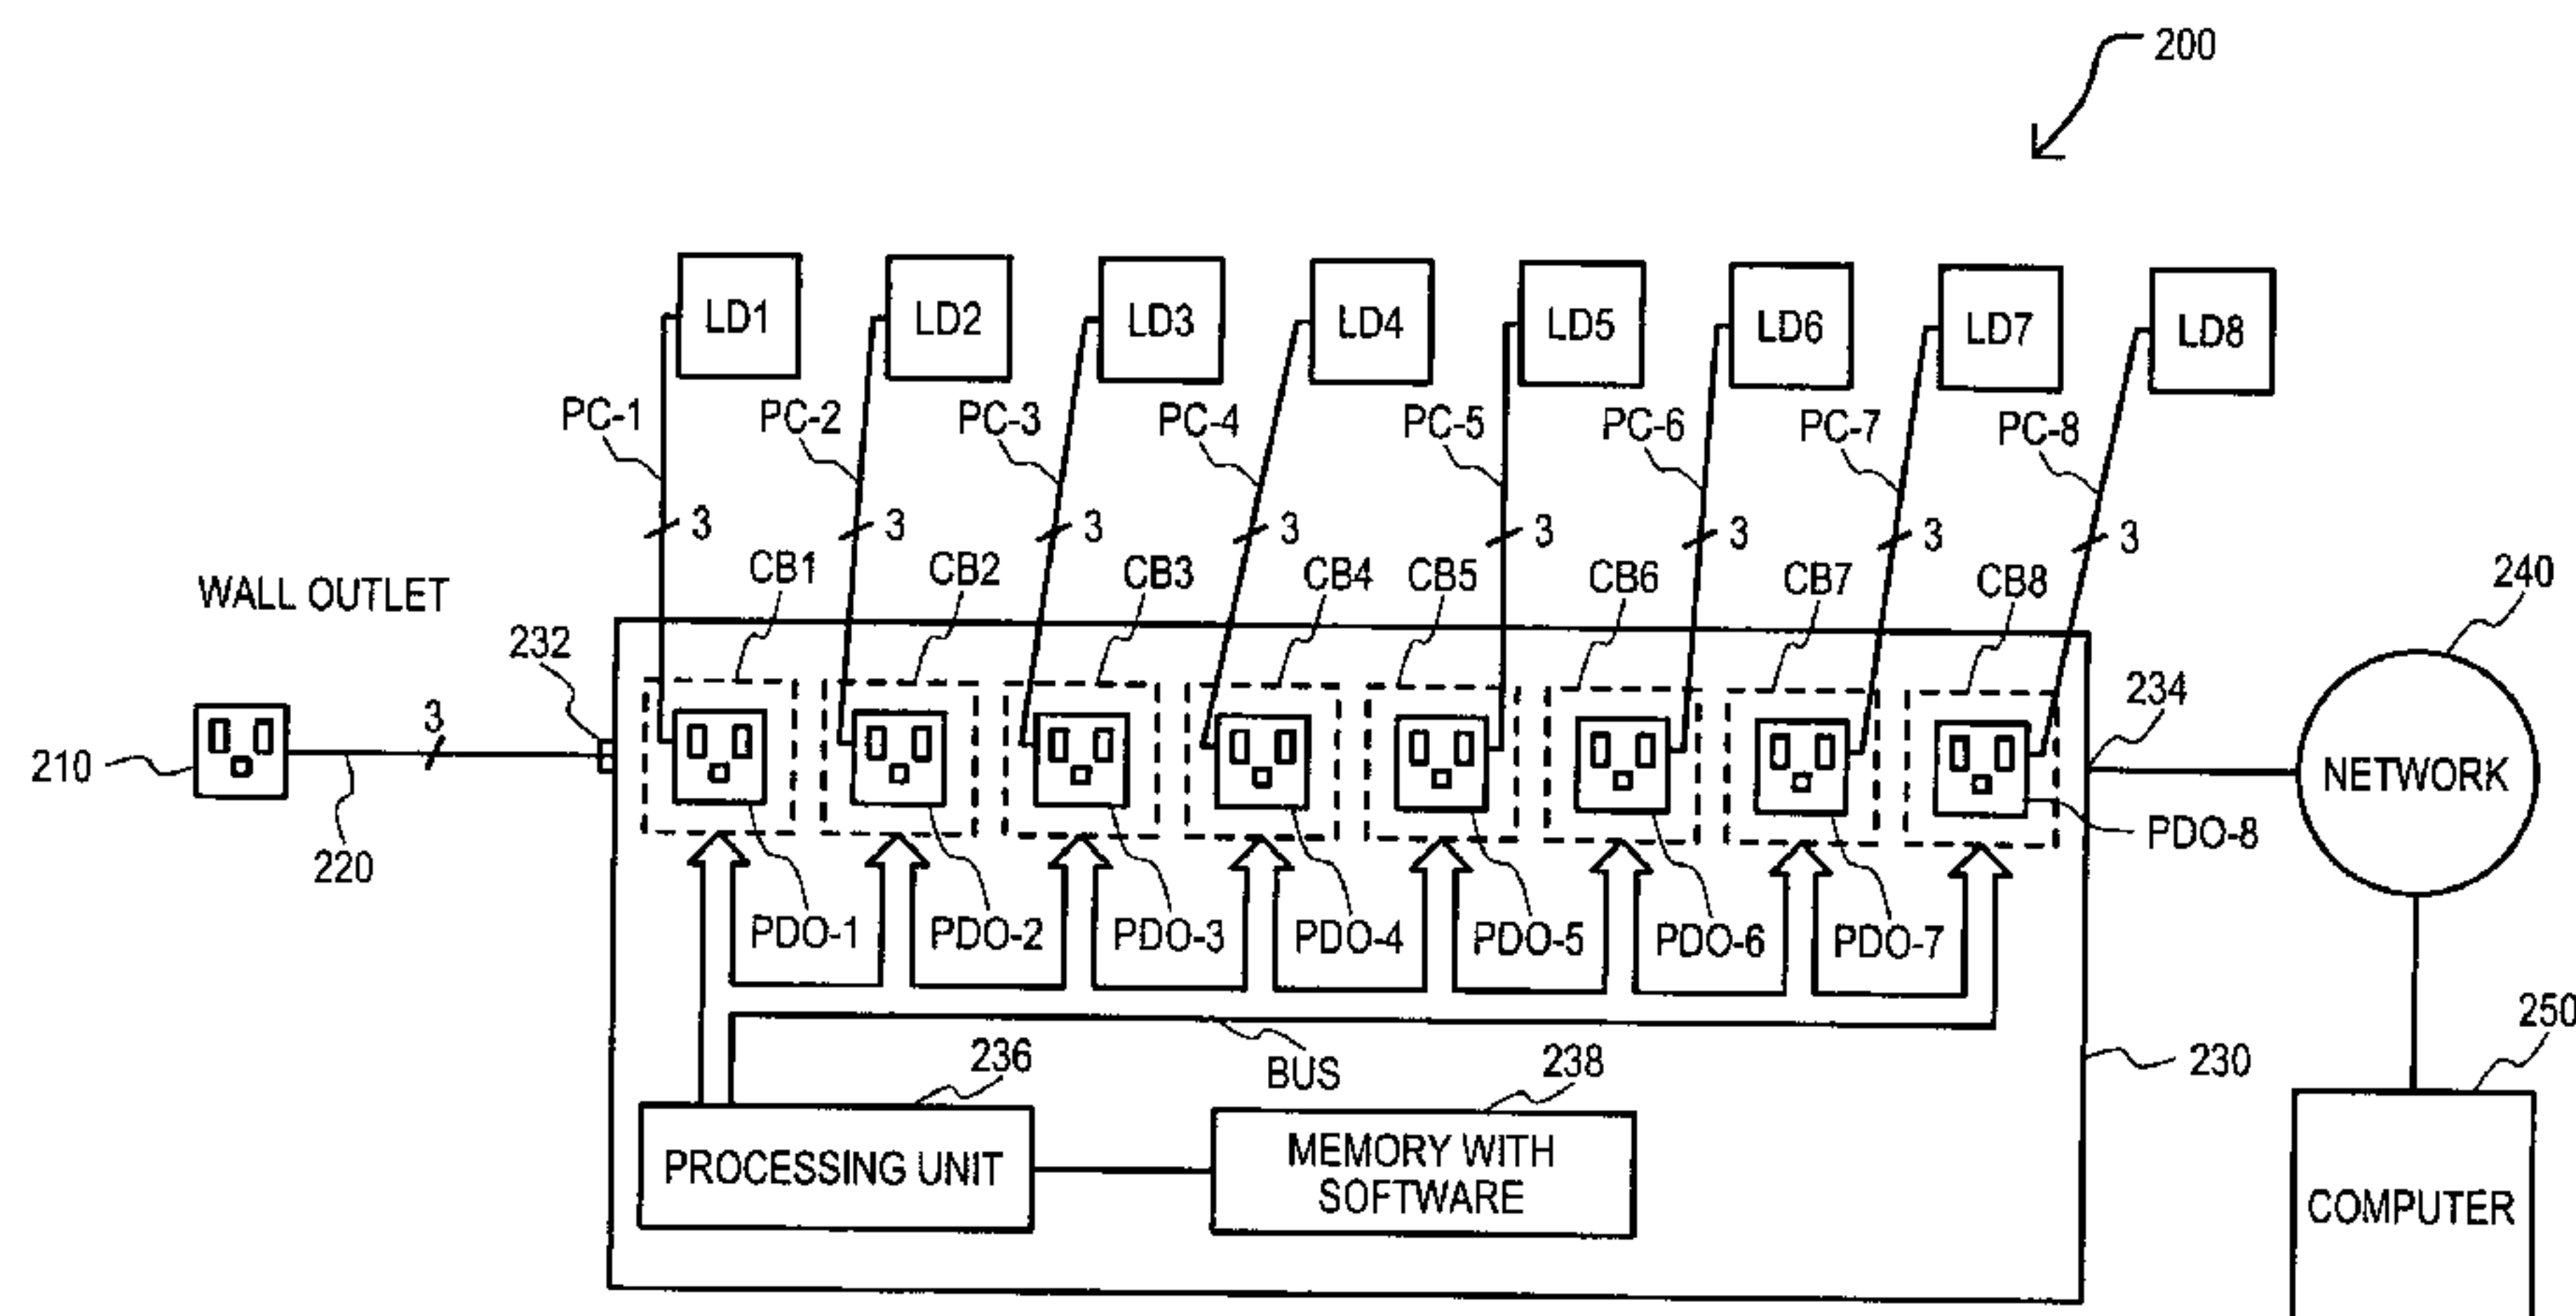 200
LD1 LD2 LD3 LD4 LD5 LD6 LD7 LD8
PC-1 PC-2 PC-3 PC-4 PC-5 PC-6 PC-7 PC-8
3 3 3 3 3 3 3 3
CB1 CB2 CB3 CB4 CB5 CB6 CB7 CB8
WALL OUTLET
232
240
234
3
210
220
NETWORK
PDO-8
PDO-1 PDO-2 PDO-3 PDO-4 PDO-5 PDO-6 PDO-7
250
236
BUS
238
230
PROCESSING UNIT
MEMORY WITH
SOFTWARE
COMPUTER